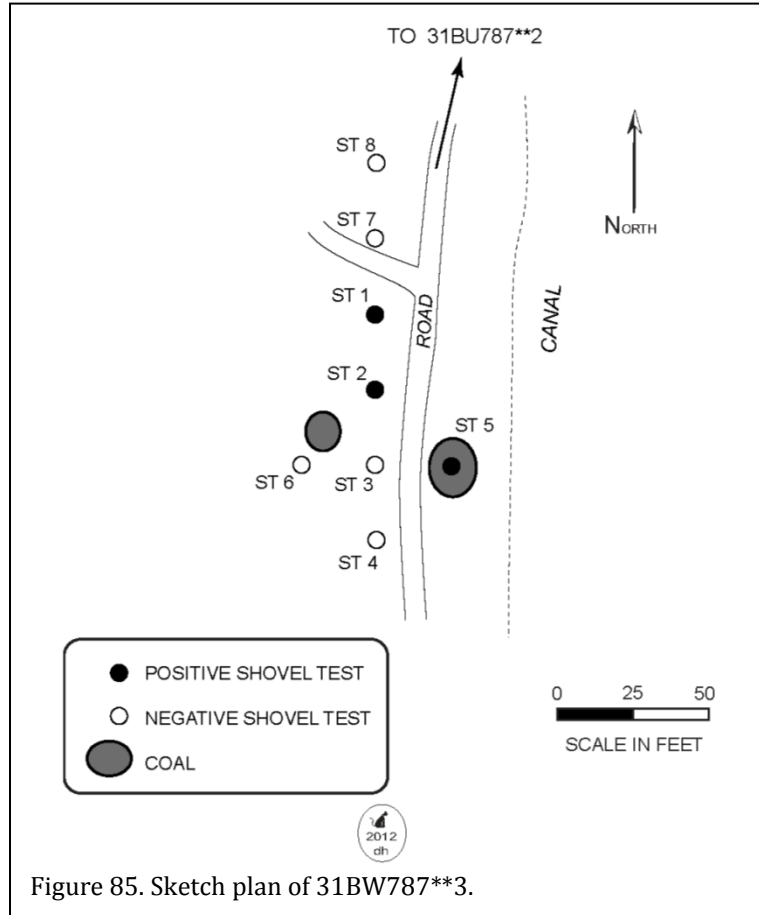 TO 31BU787**2
ST 8
NORTH
ST 7
ST 1
ROAD
CANAL
ST 2
ST 5
ST 6
ST 3
ST 4
POSITIVE SHOVEL TEST
NEGATIVE SHOVEL TEST
COAL
0 25 50
SCALE IN FEET
2012
dh
Figure 85. Sketch plan of 31BW787**3.